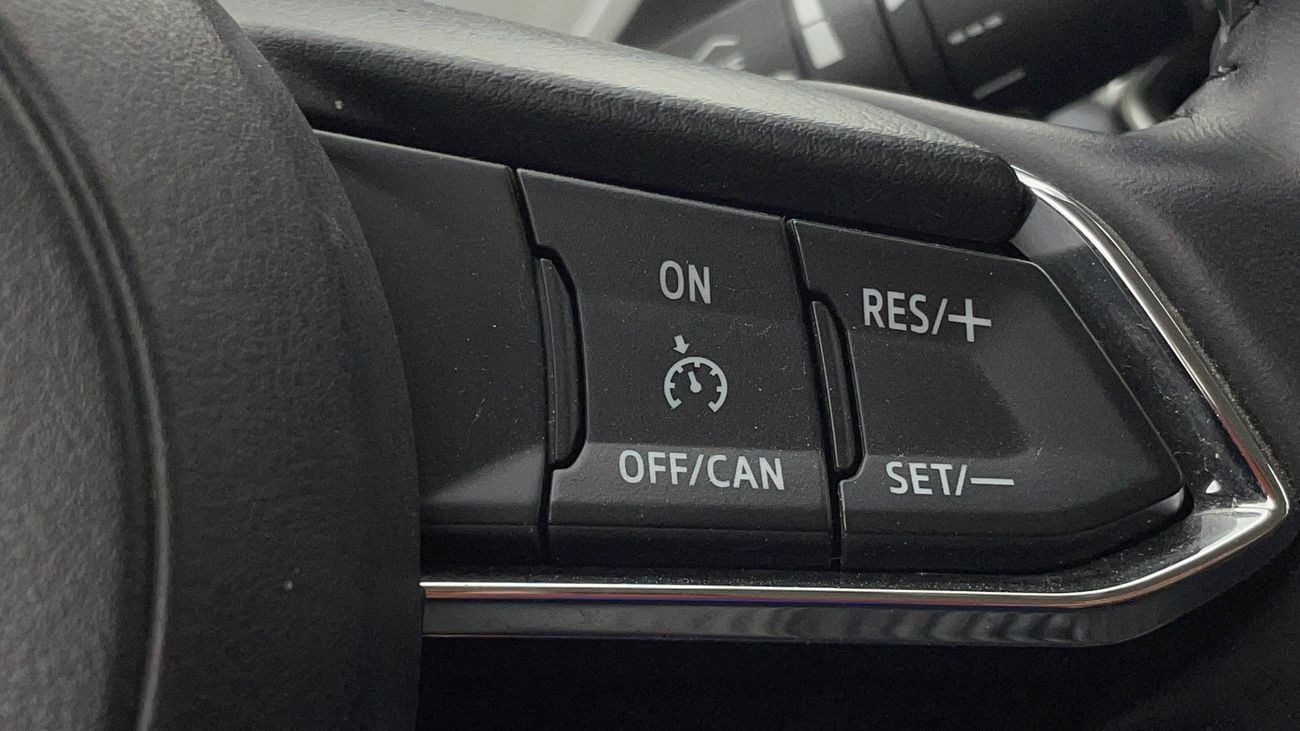 ON
OFF/CAN
RES/+
SET/—